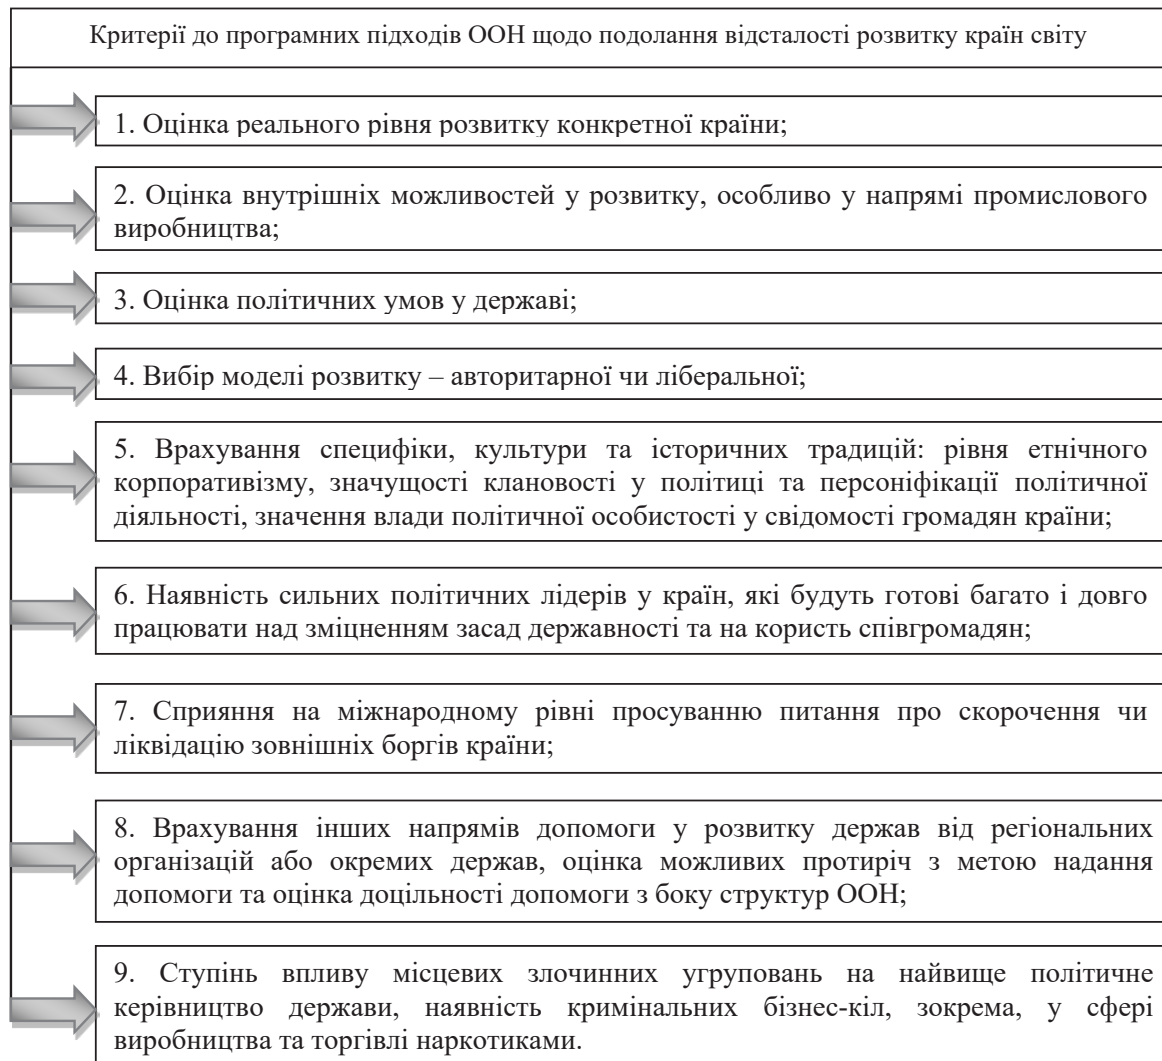 Критерії до програмних підходів ООН щодо подолання відсталості розвитку країн світу
1. Оцінка реального рівня розвитку конкретної країни;
2. Оцінка внутрішніх можливостей у розвитку, особливо у напрямі промислового
виробництва;
3. Оцінка політичних умов у державі;
4. Вибір моделі розвитку – авторитарної чи ліберальної;
5. Врахування специфіки, культури та історичних традицій: рівня етнічного
корпоративізму, значущості клановості у політиці та персоніфікації політичної
діяльності, значення влади політичної особистості у свідомості громадян країни;
6. Наявність сильних політичних лідерів у країн, які будуть готові багато і довго
працювати над зміцненням засад державності та на користь співгромадян;
7. Сприяння на міжнародному рівні просуванню питання про скорочення чи
ліквідацію зовнішніх боргів країни;
8. Врахування інших напрямів допомоги у розвитку держав від регіональних
організацій або окремих держав, оцінка можливих протиріч з метою надання
допомоги та оцінка доцільності допомоги з боку структур ООН;
9. Ступінь впливу місцевих злочинних угруповань на найвище політичне
керівництво держави, наявність кримінальних бізнес-кіл, зокрема, у сфері
виробництва та торгівлі наркотиками.